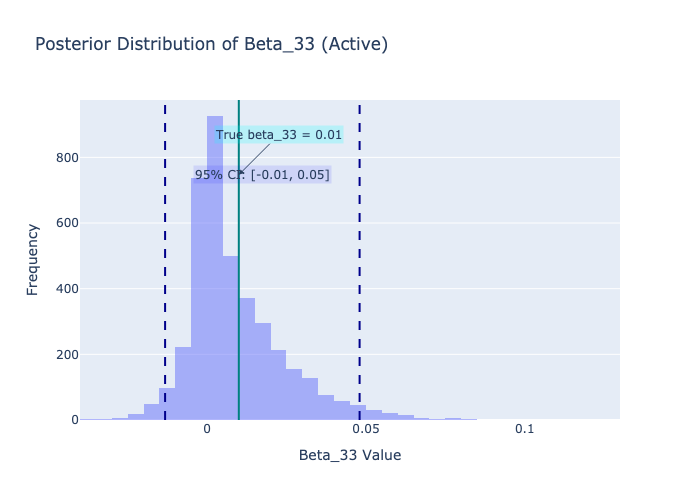 Posterior Distribution of Beta_33 (Active)
True beta_33 = 0.01
95% CI: [-0.01, 0.05]
Frequency
800
600
400
200
0
0 0.05 0.1
Beta_33 Value